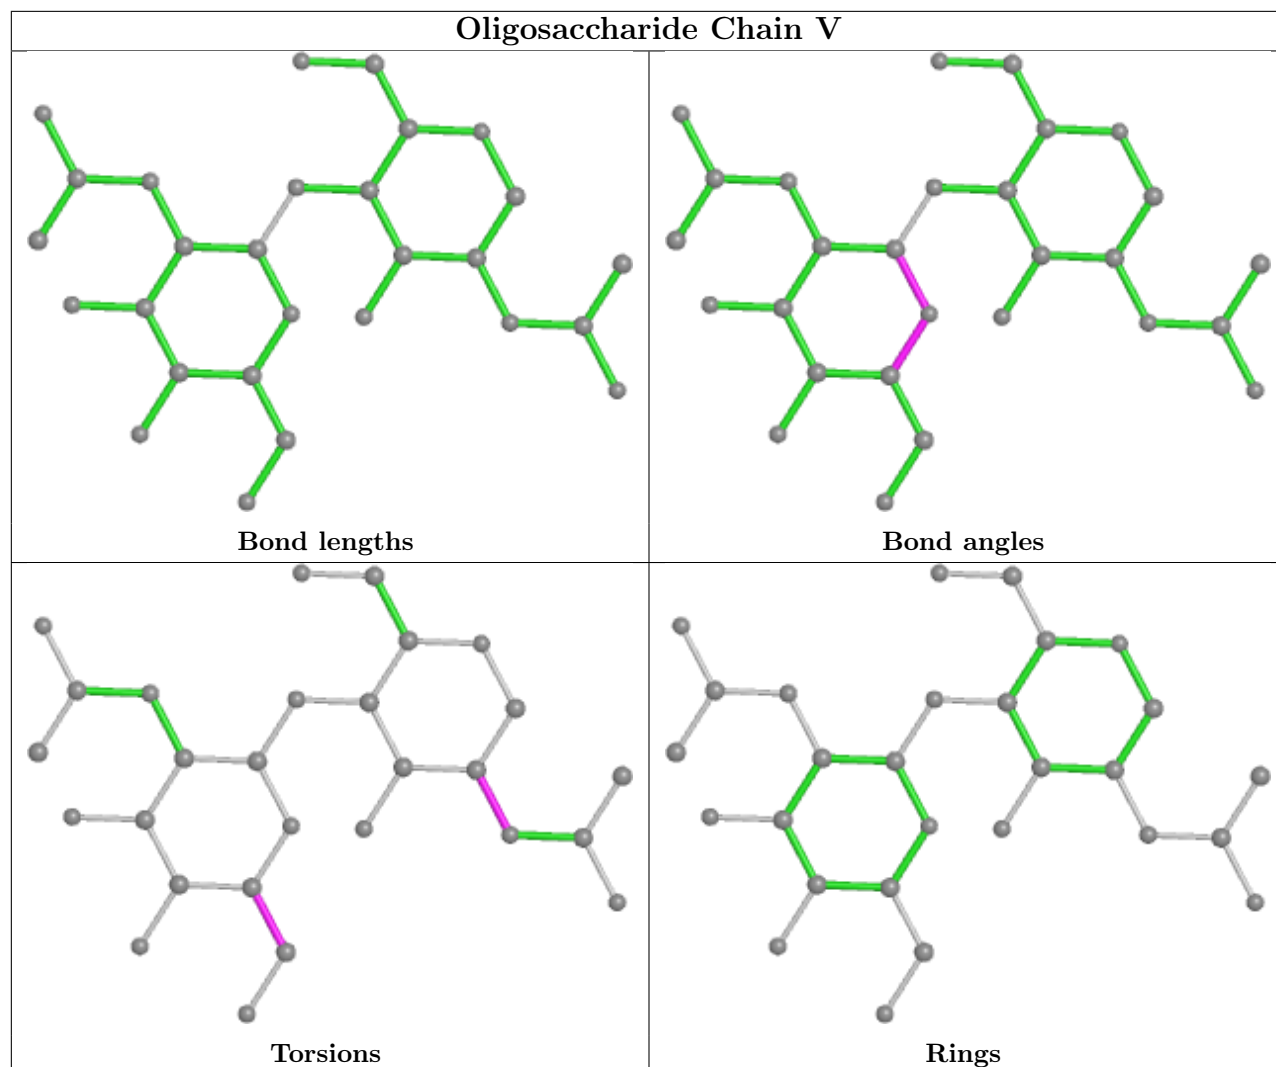 Oligosaccharide Chain V
Bond lengths
Bond angles
Torsions
Rings